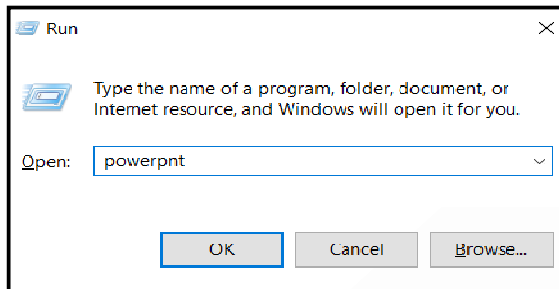 Run
Type the name of a program, folder, document, or
Internet resource, and Windows will open it for you.
Open: powerpnt
OK Cancel Browse...